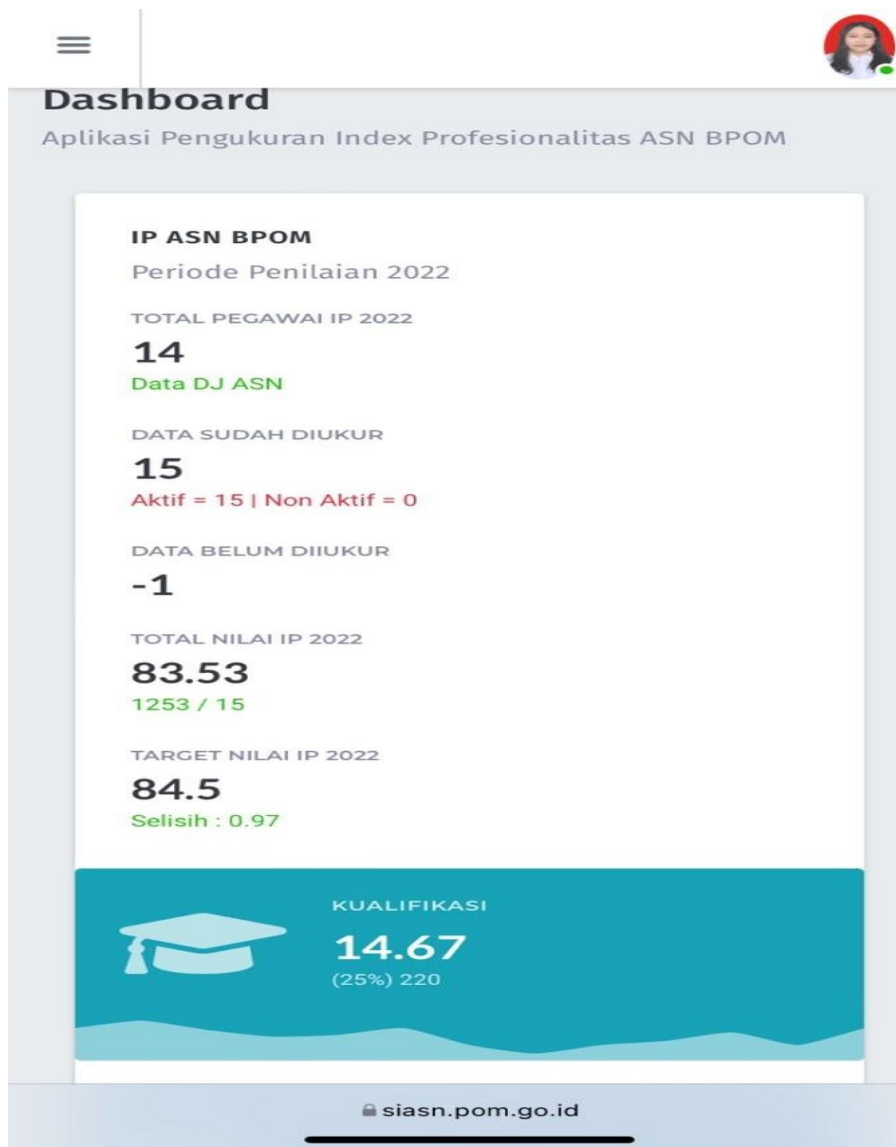 Dashboard
Aplikasi Pengukuran Index Profesionalitas ASN BPOM
IP ASN BPOM
Periode Penilaian 2022
TOTAL PEGAWAI IP 2022
14
Data DJ ASN
DATA SUDAH DIUKUR
15
Aktif = 15 | Non Aktif = 0
DATA BELUM DIIUKUR
-1
TOTAL NILAI IP 2022
83.53
1253 / 15
TARGET NILAI IP 2022
84.5
Selisih : 0.97
KUALIFIKASI
14.67
(25%) 220
siasn.pom.go.id